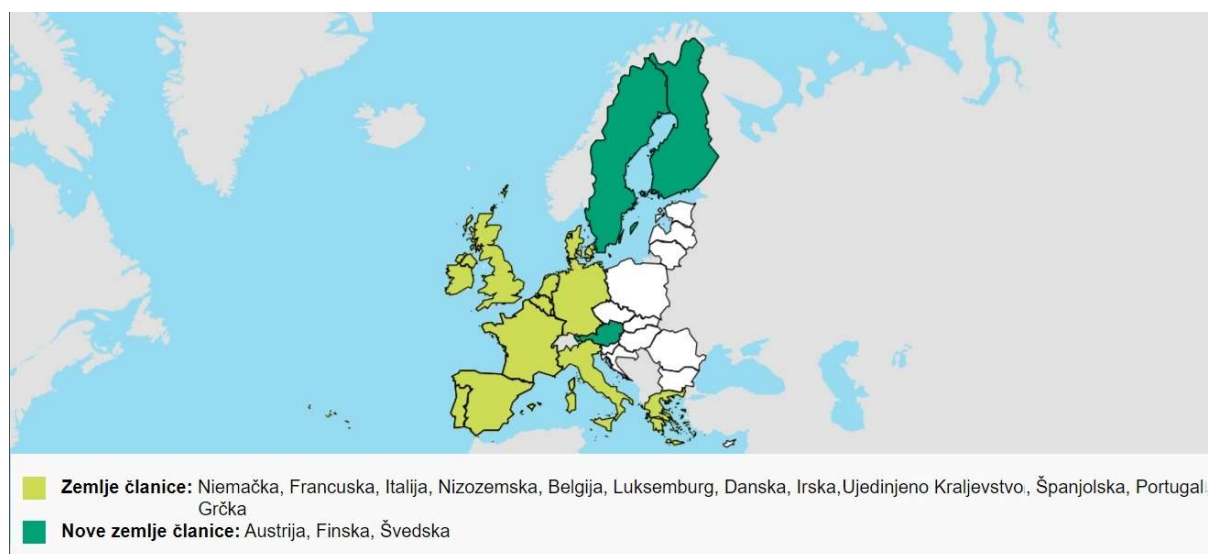 Zemlje članice: Niemačka, Francuska, Italija, Nizozemska, Belgija, Luksemburg, Danska, Irska,Ujedinjeno Kraljevstvo, Španjolska, Portugal
Grčka
Nove zemlje članice: Austrija, Finska, Švedska